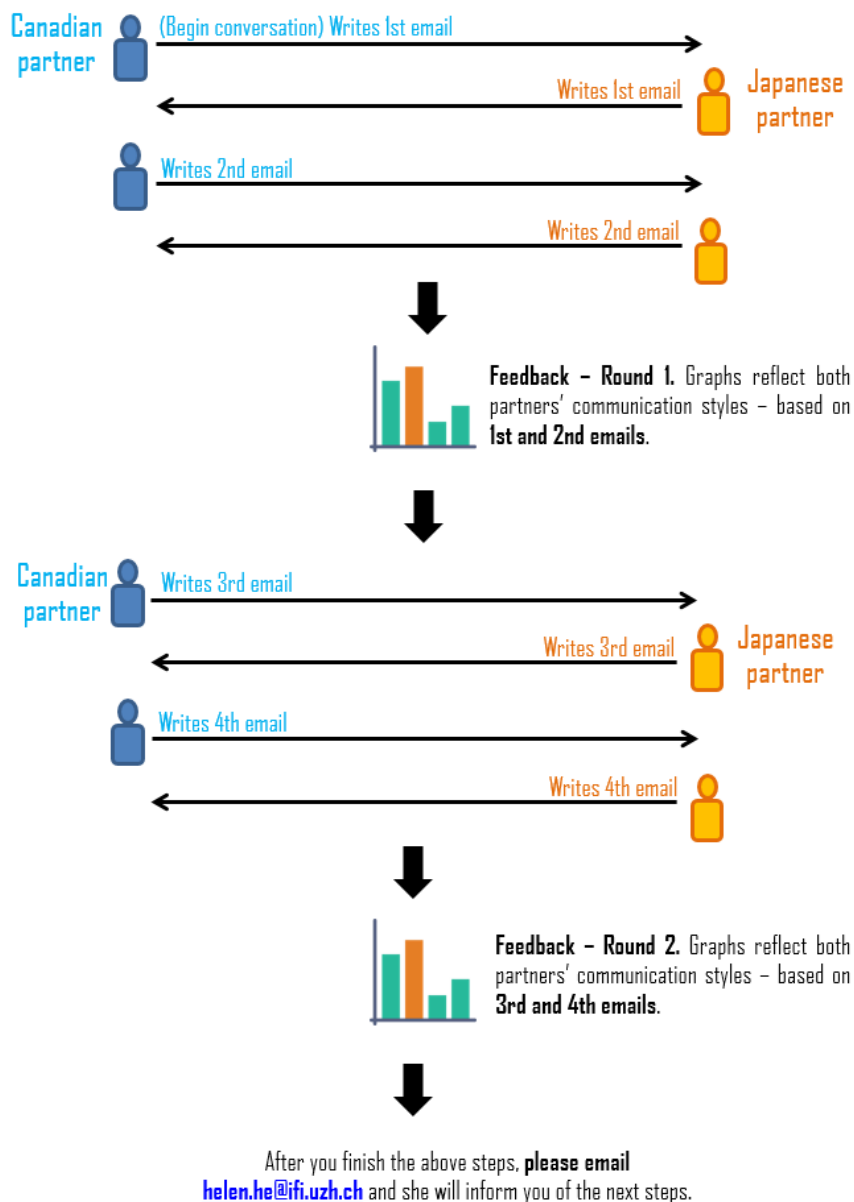 Canadian
partner
(Begin conversation) Writes 1st email
Writes 1st email
Japanese
partner
Writes 2nd email
Writes 2nd email
Feedback – Round 1. Graphs reflect both
partners' communication styles – based on
1st and 2nd emails.
Canadian
partner
Writes 3rd email
Writes 3rd email
Japanese
partner
Writes 4th email
Writes 4th email
Feedback – Round 2. Graphs reflect both
partners' communication styles – based on
3rd and 4th emails.
After you finish the above steps, please email
helen.he@ifi.uzh.ch and she will inform you of the next steps.